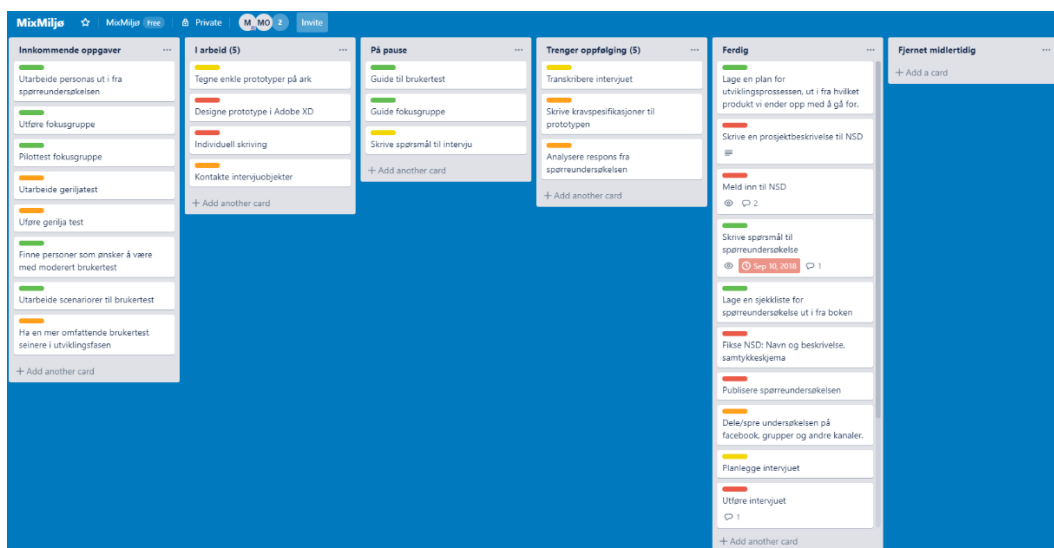 MixMiljø ☆ MixMiljø Free Private M MO 2 Invite
Innkommende oppgaver ...
Utarbeide personas ut i fra
spørreundersøkelsen
Utføre fokusgruppe
Pilottest fokusgruppe
Utarbeide geriljatest
Uføre gerilja test
Finne personer som ønsker å være
med moderert brukertest
Utarbeide scenariorer til brukertest
Ha en mer omfattende brukertest
seinere i utviklingsfasen
+ Add another card
I arbeid (5) ...
Tegne enkle prototyper på ark
Designe prototype i Adobe XD
Individuell skriving
Kontakte intervjuobjekter
+ Add another card
På pause ...
Guide til brukertest
Guide fokusgruppe
Skrive spørsmål til intervju
+ Add another card
Trenger oppfølging (5) ...
Transkribere intervjuet
Skrive kravspesifikasjoner til
prototypen
Analysere respons fra
spørreundersøkelsen
+ Add another card
Ferdig ...
Lage en plan for
utviklingsprosessen, ut i fra hvilket
produkt vi ender opp med å gå for.
Skrive en prosjektbeskrivelse til NSD
Meld inn til NSD
2
Skrive spørsmål til
spørreundersøkelse
Sep 10, 2018 1
Lage en sjekkliste for
spørreundersøkelse ut i fra boken
Fikse NSD: Navn og beskrivelse,
samtykkeskjema
Publisere spørreundersøkelsen
Dele/spre undersøkelsen på
facebook, grupper og andre kanaler.
Planlegge intervjuet
Utføre intervjuet
1
+ Add another card
Fjernet midlertidig ...
+ Add a card